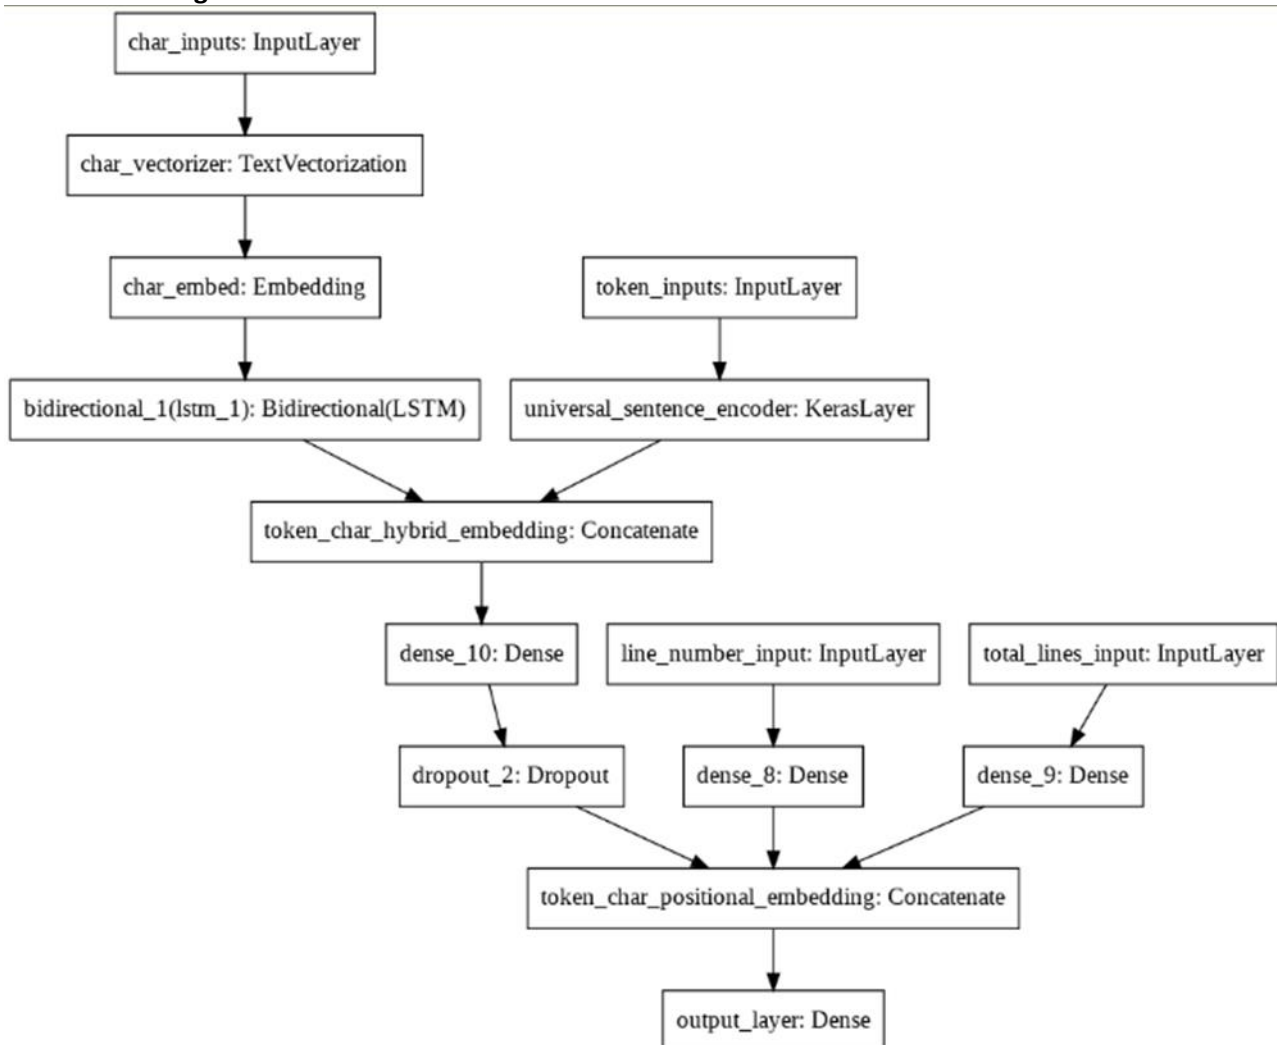 char_inputs: InputLayer
char_vectorizer: TextVectorization
char_embed: Embedding
token_inputs: InputLayer
bidirectional_1(lstm_1): Bidirectional(LSTM)
universal_sentence_encoder: KerasLayer
token_char_hybrid_embedding: Concatenate
dense_10: Dense
line_number_input: InputLayer
total_lines_input: InputLayer
dropout_2: Dropout
dense_8: Dense
dense_9: Dense
token_char_positional_embedding: Concatenate
output_layer: Dense